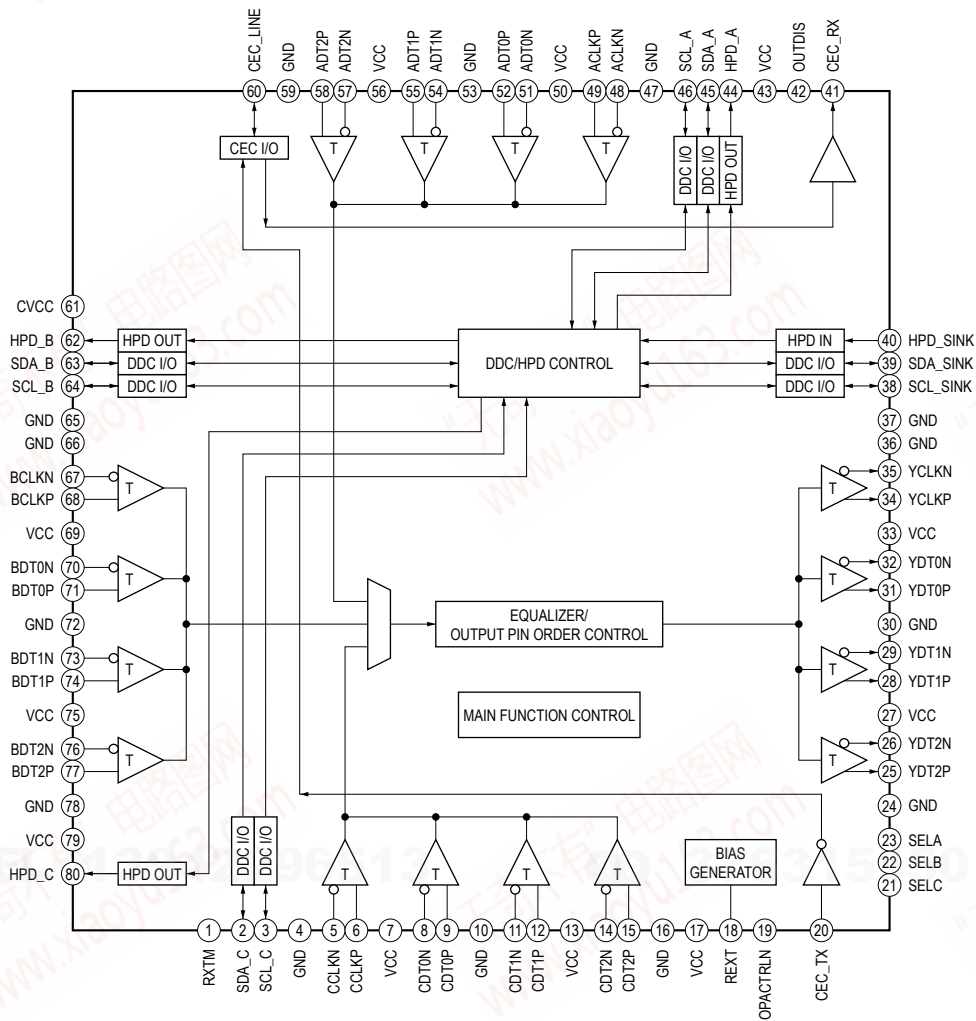 CEC_LINE
GND
ADT2P
ADT2N
VCC
ADT1P
ADT1N
GND
ADT0P
ADT0N
VCC
ACLKP
ACLKN
GND
SCL_A
SDA_A
HPD_A
VCC
OUTDIS
CEC_RX
60 59 58 57 56 55 54 53 52 51 50 49 48 47 46 45 44 43 42 41
CEC I/O
T T T T
DDC I/O
DDC I/O
HPD OUT
CVCC 61
HPD_B 62 HPD OUT
SDA_B 63 DDC I/O
SCL_B 64 DDC I/O
DDC/HPD CONTROL
HPD IN 40 HPD_SINK
DDC I/O 39 SDA_SINK
DDC I/O 38 SCL_SINK
GND 65
GND 66
37 GND
36 GND
BCLKN 67
BCLKP 68
T
T
35 YCLKN
34 YCLKP
VCC 69
33 VCC
BDT0N 70
BDT0P 71
T
T
32 YDT0N
31 YDT0P
GND 72
EQUALIZER/
OUTPUT PIN ORDER CONTROL
30 GND
BDT1N 73
BDT1P 74
T
T
29 YDT1N
28 YDT1P
VCC 75
MAIN FUNCTION CONTROL
27 VCC
BDT2N 76
BDT2P 77
T
T
26 YDT2N
25 YDT2P
GND 78
24 GND
VCC 79
23 SELA
22 SELB
21 SELC
HPD_C 80 HPD OUT
DDC I/O
DDC I/O
T T T T
BIAS
GENERATOR
1 2 3 4 5 6 7 8 9 10 11 12 13 14 15 16 17 18 19 20
RXTM
SDA_C
SCL_C
GND
CCLKN
CCLKP
VCC
CDT0N
CDT0P
GND
CDT1N
CDT1P
VCC
CDT2N
CDT2P
GND
VCC
REXT
OPACTRLN
CEC_TX
电路图网
www.xiaoyu163.com